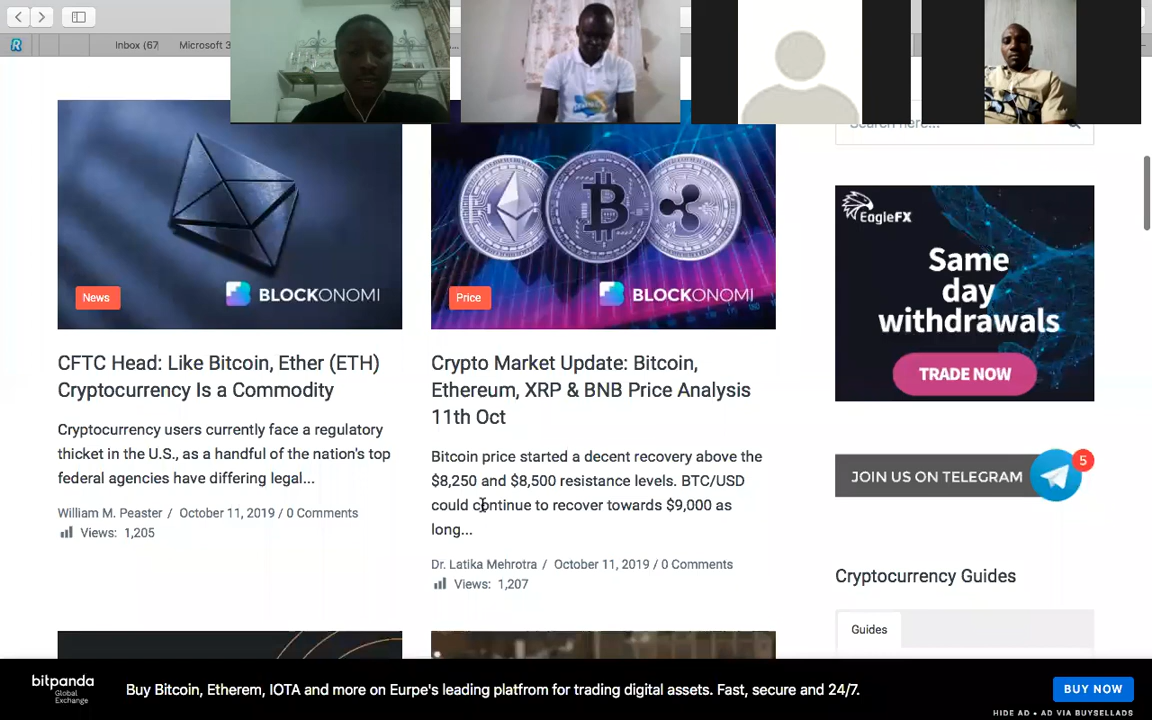 Inbox (67
Microsoft 3
Search here...
News
BLOCKONOMI
Price
BLOCKONOMI
EagleFX
Same
day
withdrawals
TRADE NOW
CFTC Head: Like Bitcoin, Ether (ETH)
Cryptocurrency Is a Commodity
Cryptocurrency users currently face a regulatory
thicket in the U.S., as a handful of the nation's top
federal agencies have differing legal...
William M. Peaster / October 11, 2019 / 0 Comments
Views: 1,205
Crypto Market Update: Bitcoin,
Ethereum, XRP & BNB Price Analysis
11th Oct
Bitcoin price started a decent recovery above the
$8,250 and $8,500 resistance levels. BTC/USD
could continue to recover towards $9,000 as
long...
Dr. Latika Mehrotra / October 11, 2019 / 0 Comments
Views: 1,207
JOIN US ON TELEGRAM
5
Cryptocurrency Guides
Guides
bitpanda
Global
Exchange
Buy Bitcoin, Etherem, IOTA and more on Eurpe's leading platfrom for trading digital assets. Fast, secure and 24/7.
BUY NOW
HIDE AD • AD VIA BUYSELLADS